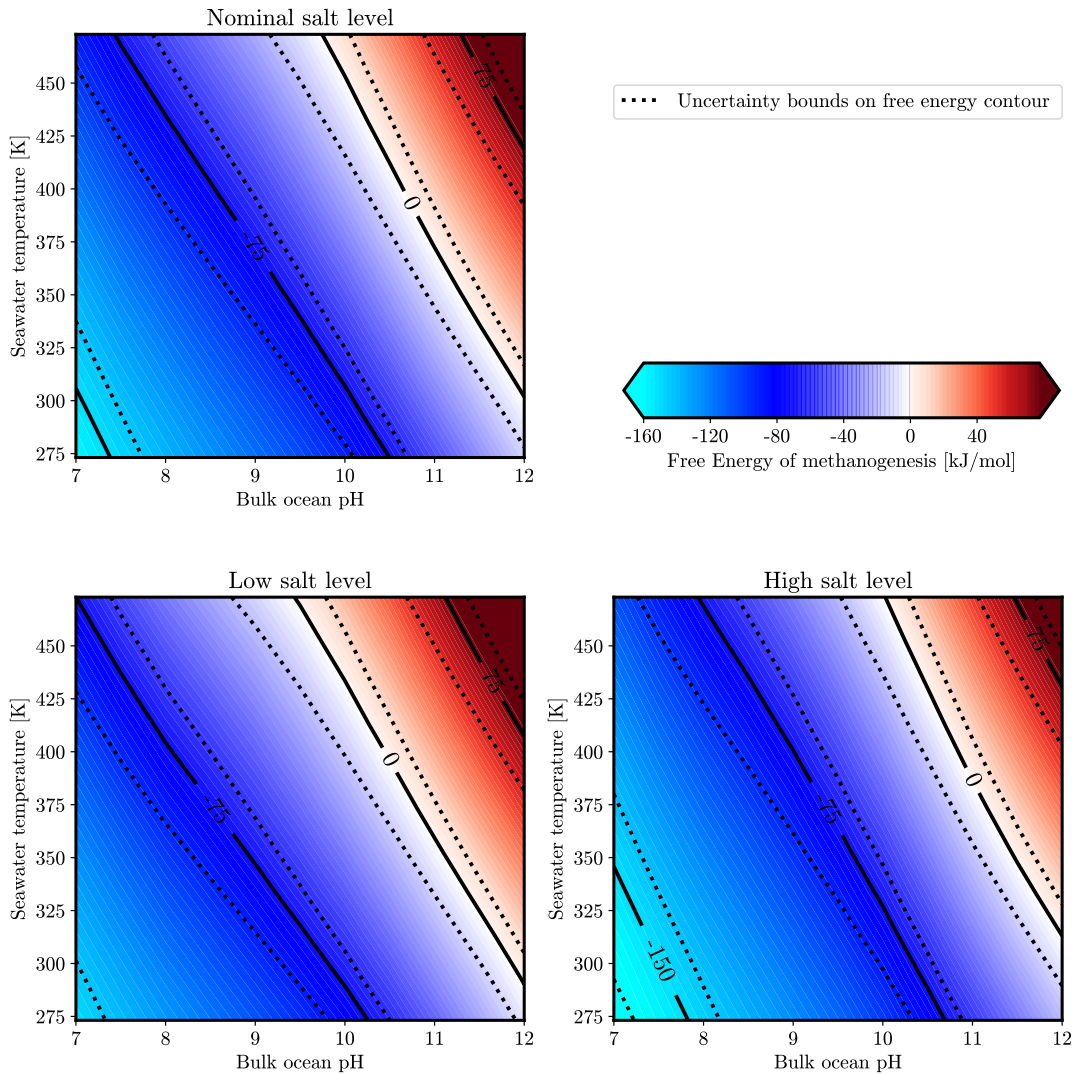 Nominal salt level
Seawater temperature [K]
450
425
400
375
350
325
300
275
75
0
-75
7 8 9 10 11 12
Bulk ocean pH
Uncertainty bounds on free energy contour
-160 -120 -80 -40 0 40
Free Energy of methanogenesis [kJ/mol]
Low salt level
Seawater temperature [K]
450
425
400
375
350
325
300
275
75
0
-75
7 8 9 10 11 12
Bulk ocean pH
High salt level
Seawater temperature [K]
450
425
400
375
350
325
300
275
75
0
-75
-150
7 8 9 10 11 12
Bulk ocean pH